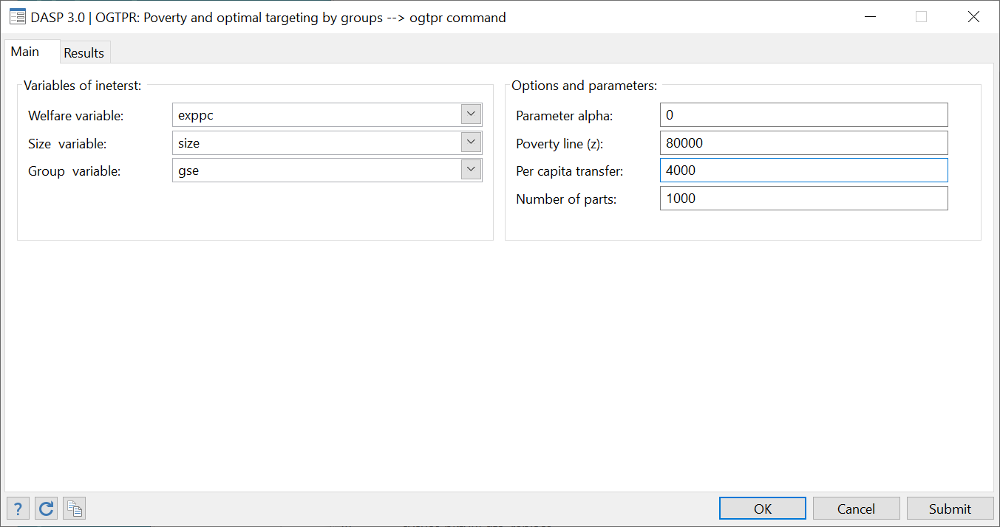 DASP 3.0 | OGTPR: Poverty and optimal targeting by groups --> ogtpr command
Main
Results
Variables of ineterst:
Welfare variable:
exppc
Size variable:
size
Group variable:
gse
Options and parameters:
Parameter alpha:
0
Poverty line (z):
80000
Per capita transfer:
4000
Number of parts:
1000
?
OK
Cancel
Submit